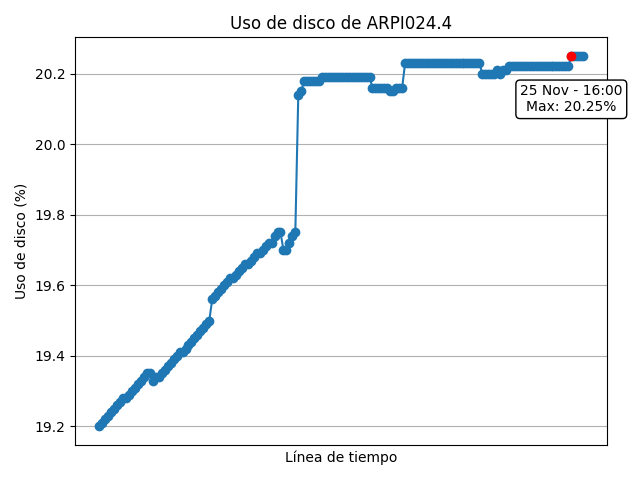 Uso de disco de ARPI024.4
Uso de disco (%)
20.2
20.0
19.8
19.6
19.4
19.2
25 Nov - 16:00
Max: 20.25%
Línea de tiempo